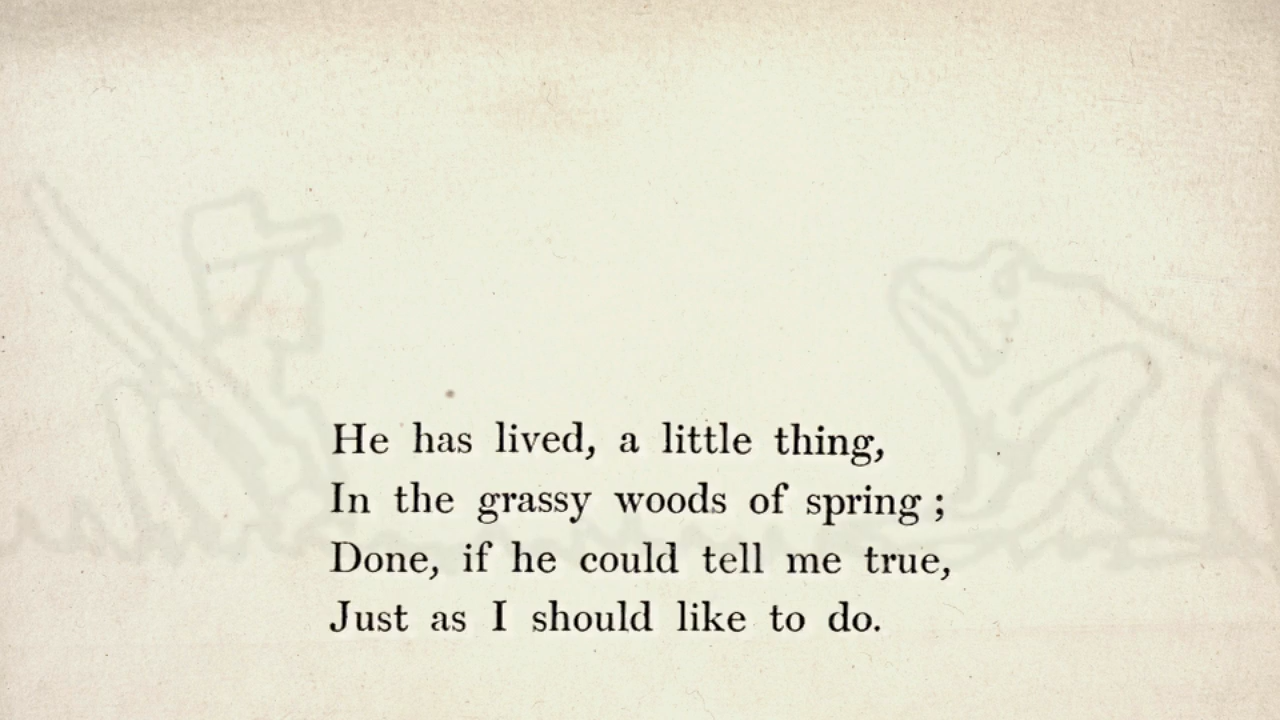 He has lived, a little thing,
In the grassy woods of spring ;
Done, if he could tell me true,
Just as I should like to do.